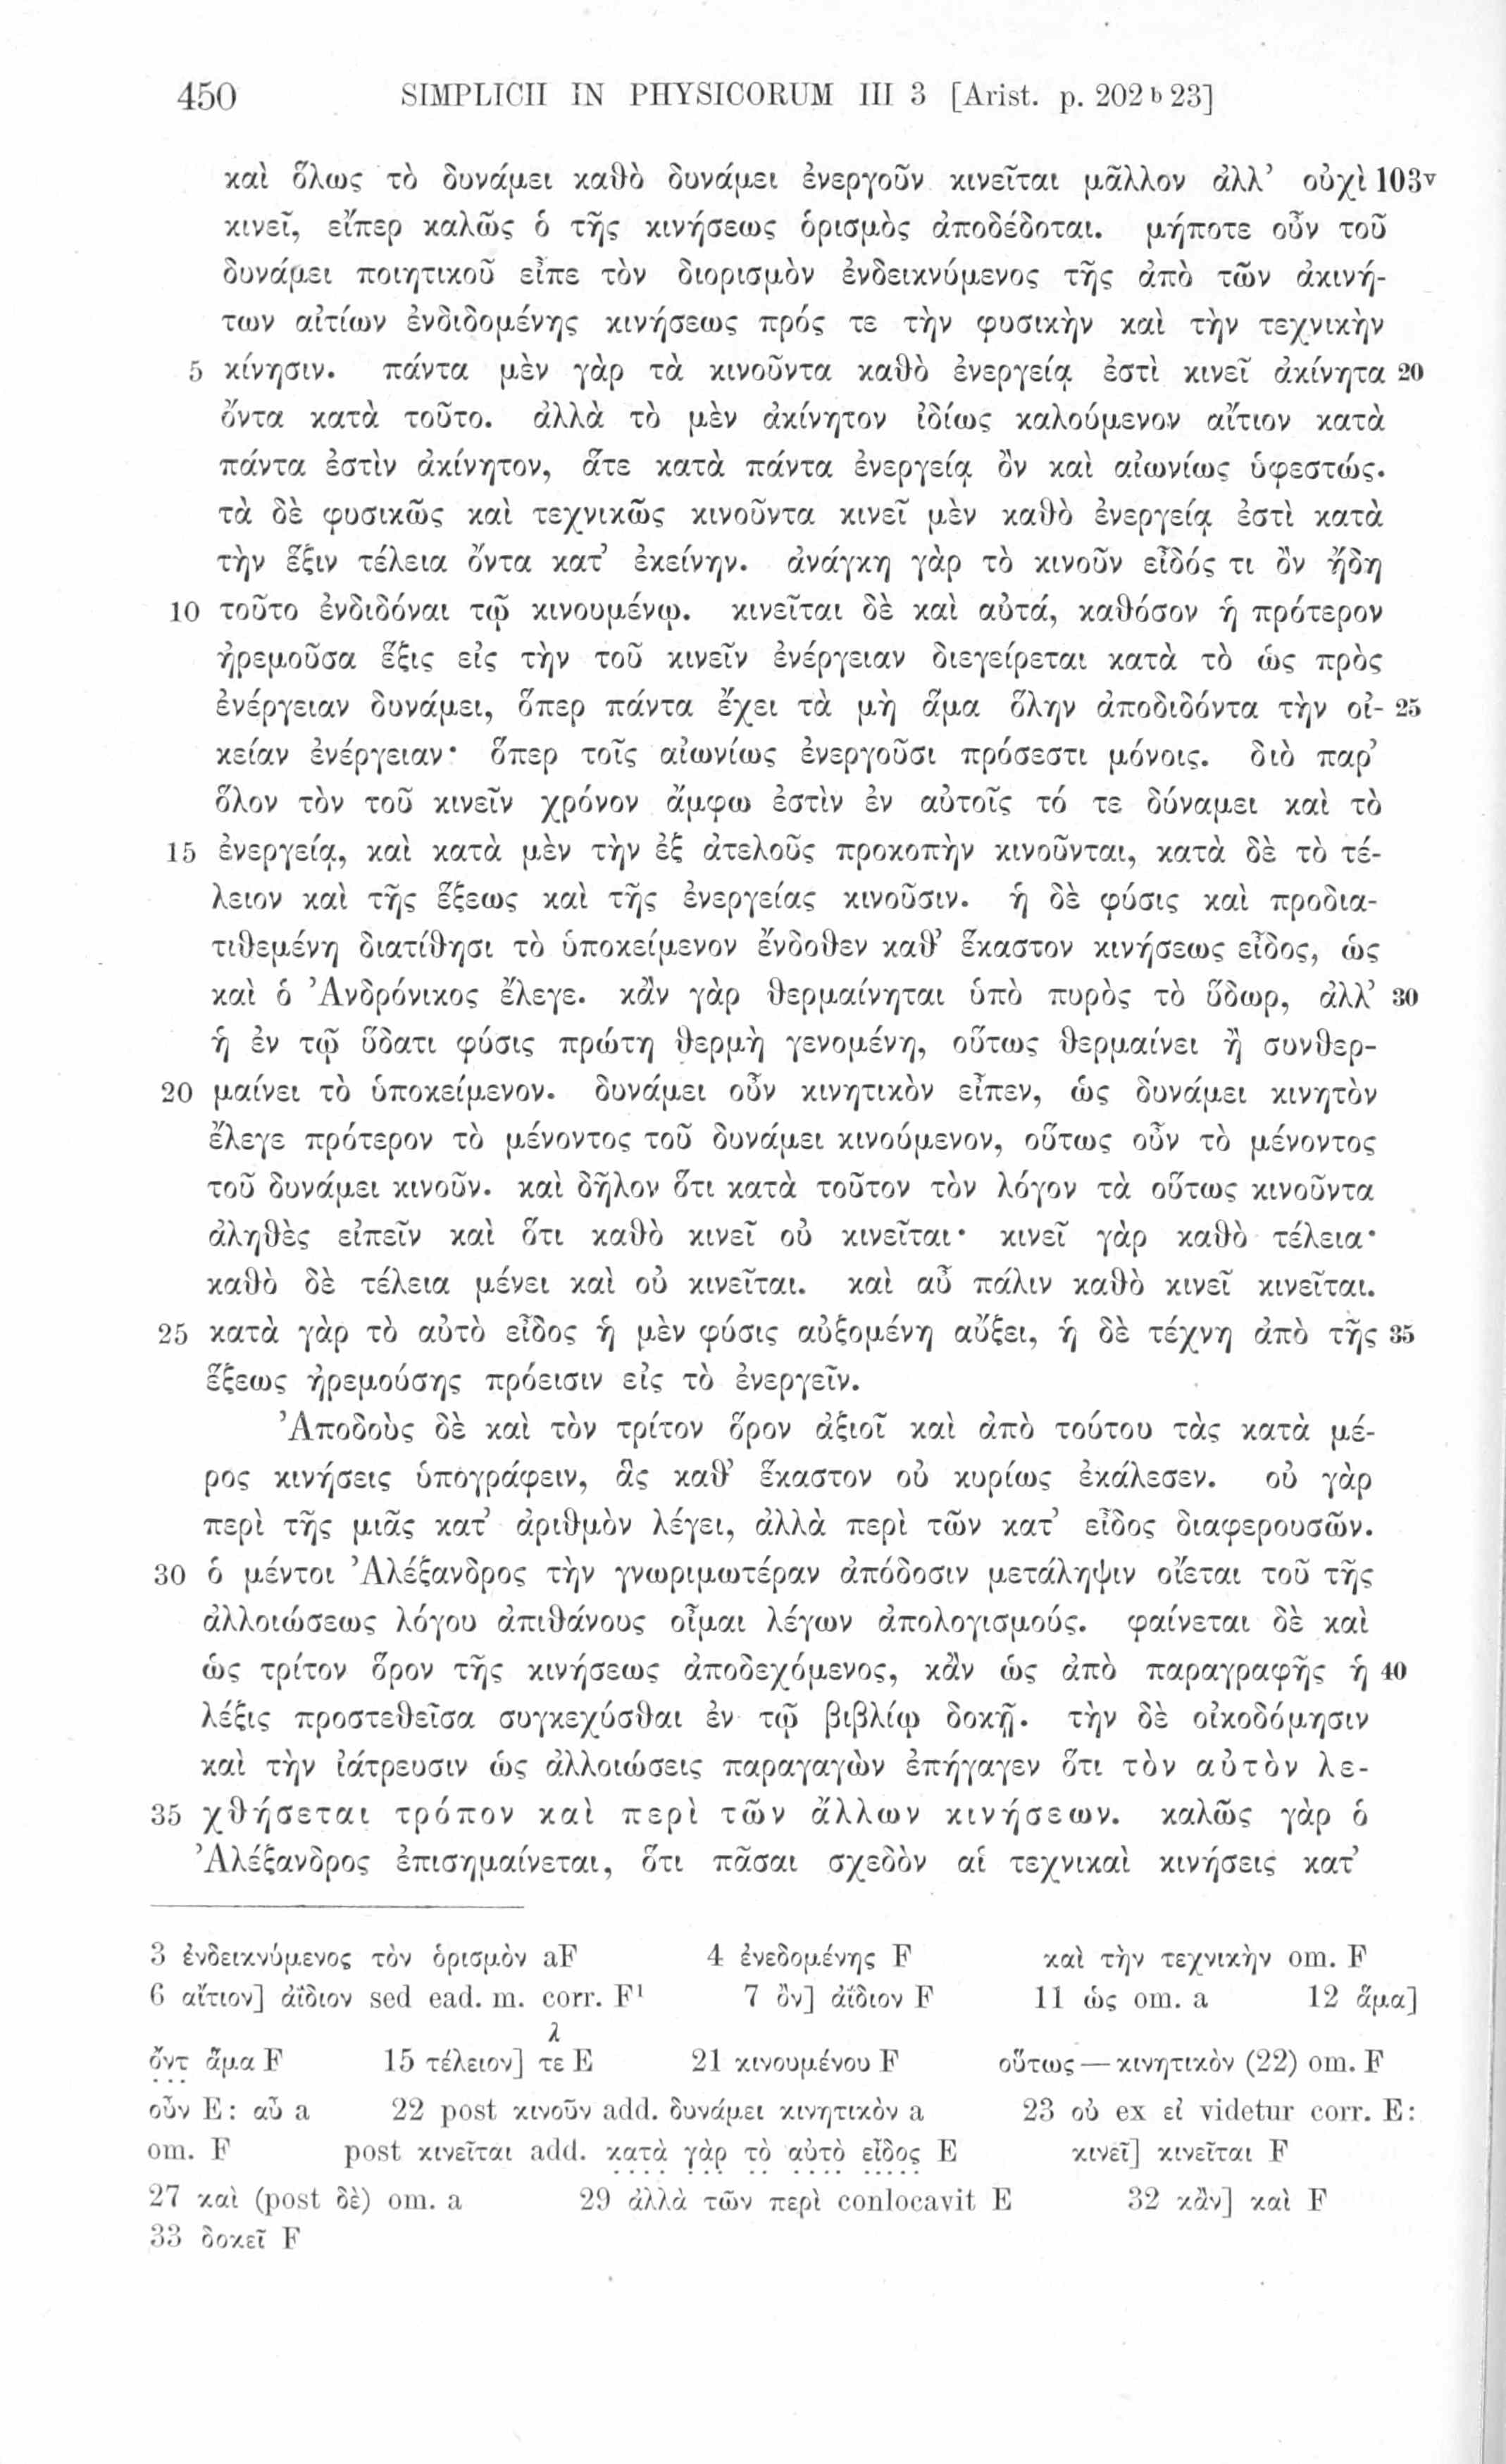 450 SIMPLICII IN PHYSICORUM III 3 [Arist. p. 202 b 23]
καὶ ὅλως τὸ δυνάμει καθὸ δυνάμει ἐνεργοῦν κινεῖται μᾶλλον ἀλλ’ οὐχὶ 103v
κινεῖ, εἴπερ καλῶς ὁ τῆς κινήσεως ὁρισμὸς ἀποδέδοται. μήποτε οὖν τοῦ
δυνάμει ποιητικοῦ εἶπε τὸν διορισμὸν ἐνδεικνύμενος τῆς ἀπὸ τῶν ἀκινή-
των αἰτίων ἐνδιδομένης κινήσεως πρός τε τὴν φυσικὴν καὶ τὴν τεχνικὴν
5 κίνησιν. πάντα μὲν γὰρ τὰ κινοῦντα καθὸ ἐνεργείᾳ ἐστὶ κινεῖ ἀκίνητα 20
ὄντα κατὰ τοῦτο. ἀλλὰ τὸ μὲν ἀκίνητον ἰδίως καλούμενον αἴτιον κατὰ
πάντα ἐστὶν ἀκίνητον, ἅτε κατὰ πάντα ἐνεργείᾳ ὂν καὶ αἰωνίως ὑφεστώς.
τὰ δὲ φυσικῶς καὶ τεχνικῶς κινοῦντα κινεῖ μὲν καθὸ ἐνεργείᾳ ἐστὶ κατὰ
τὴν ἕξιν τέλεια ὄντα κατ’ ἐκείνην. ἀνάγκη γὰρ τὸ κινοῦν εἶδός τι ὂν ἤδη
10 τοῦτο ἐνδιδόναι τῷ κινουμένῳ. κινεῖται δὲ καὶ αὐτά, καθόσον ἡ πρότερον
ἠρεμοῦσα ἕξις εἰς τὴν τοῦ κινεῖν ἐνέργειαν διεγείρεται κατὰ τὸ ὡς πρὸς
ἐνέργειαν δυνάμει, ὅπερ πάντα ἔχει τὰ μὴ ἅμα ὅλην ἀποδιδόντα τὴν οἰ- 25
κείαν ἐνέργειαν· ὅπερ τοῖς αἰωνίως ἐνεργοῦσι πρόσεστι μόνοις. διὸ παρ’
ὅλον τὸν τοῦ κινεῖν χρόνον ἄμφω ἐστὶν ἐν αὐτοῖς τό τε δύναμει καὶ τὸ
15 ἐνεργείᾳ, καὶ κατὰ μὲν τὴν ἐξ ἀτελοῦς προκοπὴν κινοῦνται, κατὰ δὲ τὸ τέ-
λειον καὶ τῆς ἕξεως καὶ τῆς ἐνεργείας κινοῦσιν. ἡ δὲ φύσις καὶ προδια-
τιθεμένη διατίθησι τὸ ὑποκείμενον ἔνδοθεν καθ’ ἕκαστον κινήσεως εἶδος, ὡς
καὶ ὁ Ἀνδρόνικος ἔλεγε. κἂν γὰρ θερμαίνηται ὑπὸ πυρὸς τὸ ὕδωρ, ἀλλ’ 30
ἡ ἐν τῷ ὕδατι φύσις πρώτη θερμὴ γενομένη, οὕτως θερμαίνει ἢ συνθερ-
20 μαίνει τὸ ὑποκείμενον. δυνάμει οὖν κινητικὸν εἶπεν, ὡς δυνάμει κινητὸν
ἔλεγε πρότερον τὸ μένοντος τοῦ δυνάμει κινούμενον, οὕτως οὖν τὸ μένοντος
τοῦ δυνάμει κινοῦν. καὶ δῆλον ὅτι κατὰ τοῦτον τὸν λόγον τὰ οὕτως κινοῦντα
ἀληθὲς εἰπεῖν καὶ ὅτι καθὸ κινεῖ οὐ κινεῖται· κινεῖ γὰρ καθὸ τέλεια·
καθὸ δὲ τέλεια μένει καὶ οὐ κινεῖται. καὶ αὖ πάλιν καθὸ κινεῖ κινεῖται.
25 κατὰ γὰρ τὸ αὐτὸ εἶδος ἡ μὲν φύσις αὐξομένη αὔξει, ἡ δὲ τέχνη ἀπὸ τῆς 35
ἕξεως ἠρεμούσης πρόεισιν εἰς τὸ ἐνεργεῖν.
Ἀποδοὺς δὲ καὶ τὸν τρίτον ὅρον ἀξιοῖ καὶ ἀπὸ τούτου τὰς κατὰ μέ-
ρος κινήσεις ὑπογράφειν, ἃς καθ’ ἕκαστον οὐ κυρίως ἐκάλεσεν. οὐ γὰρ
περὶ τῆς μιᾶς κατ’ ἀριθμὸν λέγει, ἀλλὰ περὶ τῶν κατ’ εἶδος διαφερουσῶν.
30 ὁ μέντοι Ἀλέξανδρος τὴν γνωριμωτέραν ἀπόδοσιν μετάληψιν οἴεται τοῦ τῆς
ἀλλοιώσεως λόγου ἀπιθάνους οἶμαι λέγων ἀπολογισμούς. φαίνεται δὲ καὶ
ὡς τρίτον ὅρον τῆς κινήσεως ἀποδεχόμενος, κἂν ὡς ἀπὸ παραγραφῆς ἡ 40
λέξις προστεθεῖσα συγκεχύσθαι ἐν τῷ βιβλίῳ δοκῇ. τὴν δὲ οἰκοδόμησιν
καὶ τὴν ἰάτρευσιν ὡς ἀλλοιώσεις παραγαγὼν ἐπήγαγεν ὅτι τὸν αὐτὸν λε-
35 χθήσεται τρόπον καὶ περὶ τῶν ἄλλων κινήσεων. καλῶς γὰρ ὁ
Ἀλέξανδρος ἐπισημαίνεται, ὅτι πᾶσαι σχεδὸν αἱ τεχνικαὶ κινήσεις κατ’
3 ἐνδεικνύμενος τὸν ὁρισμὸν aF 4 ἐνεδομένης F καὶ τὴν τεχνικὴν om. F
6 αἴτιον] ἀΐδιον sed ead. m. corr. F¹ 7 ὂν] ἀΐδιον F 11 ὡς om. a 12 ἅμα]
λ
ὄντ ἅμα F 15 τέλειον] τε E 21 κινουμένου F οὕτως — κινητικὸν (22) om. F
οὖν E: αὖ a 22 post κινοῦν add. δυνάμει κινητικὸν a 23 οὐ ex εἰ videtur corr. E:
om. F post κινεῖται add. κατὰ γὰρ τὸ αὐτὸ εἶδος E κινεῖ] κινεῖται F
27 καὶ (post δὲ) om. a 29 ἀλλὰ τῶν περὶ conlocavit E 32 κἂν] καὶ F
33 δοκεῖ F